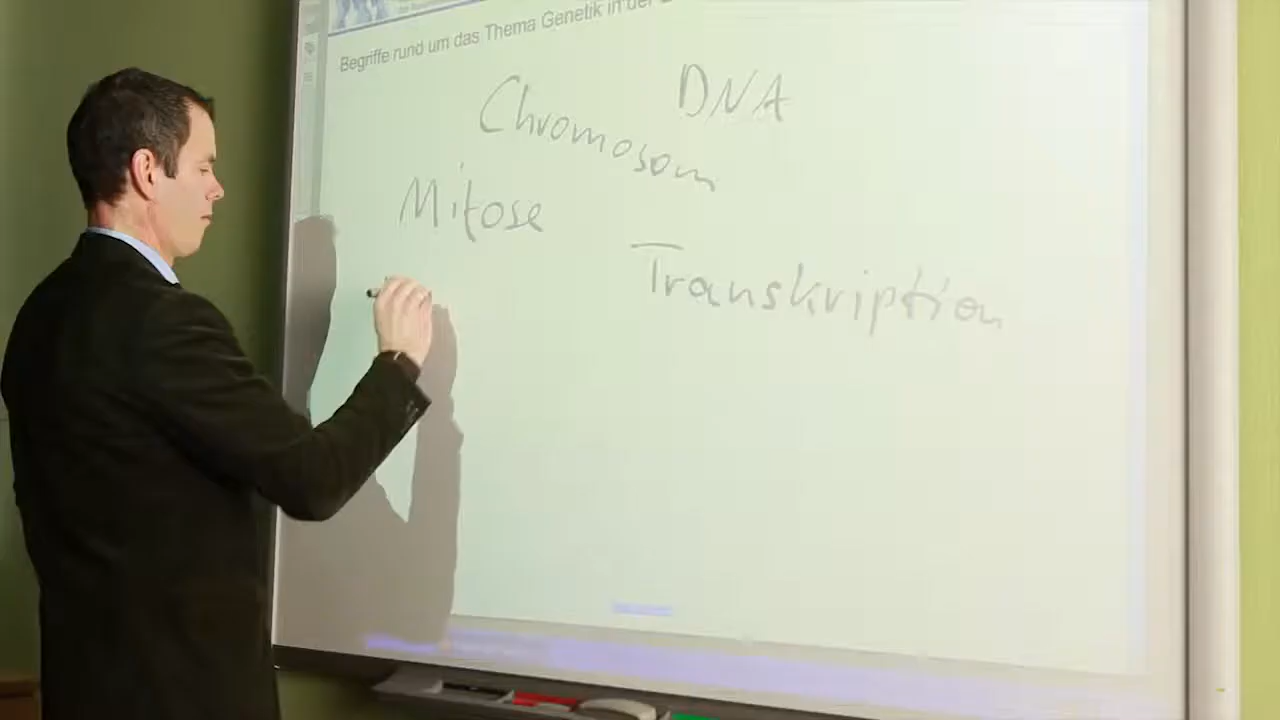 Begriffe rund um das Thema Genetik in der
DNA
Chromosom
Mitose
Transkription